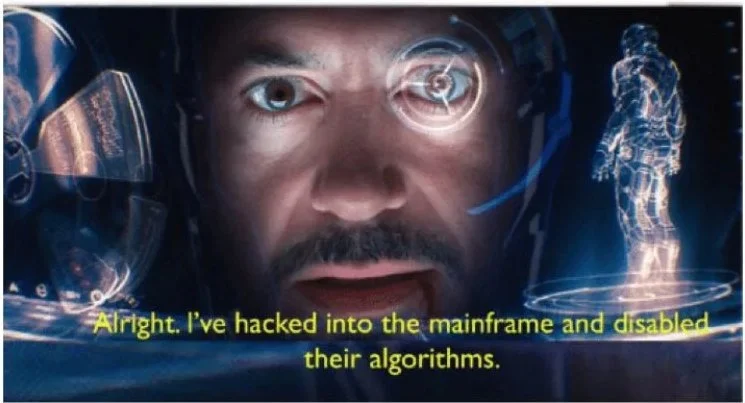 Alright. I've hacked into the mainframe and disabled
their algorithms.